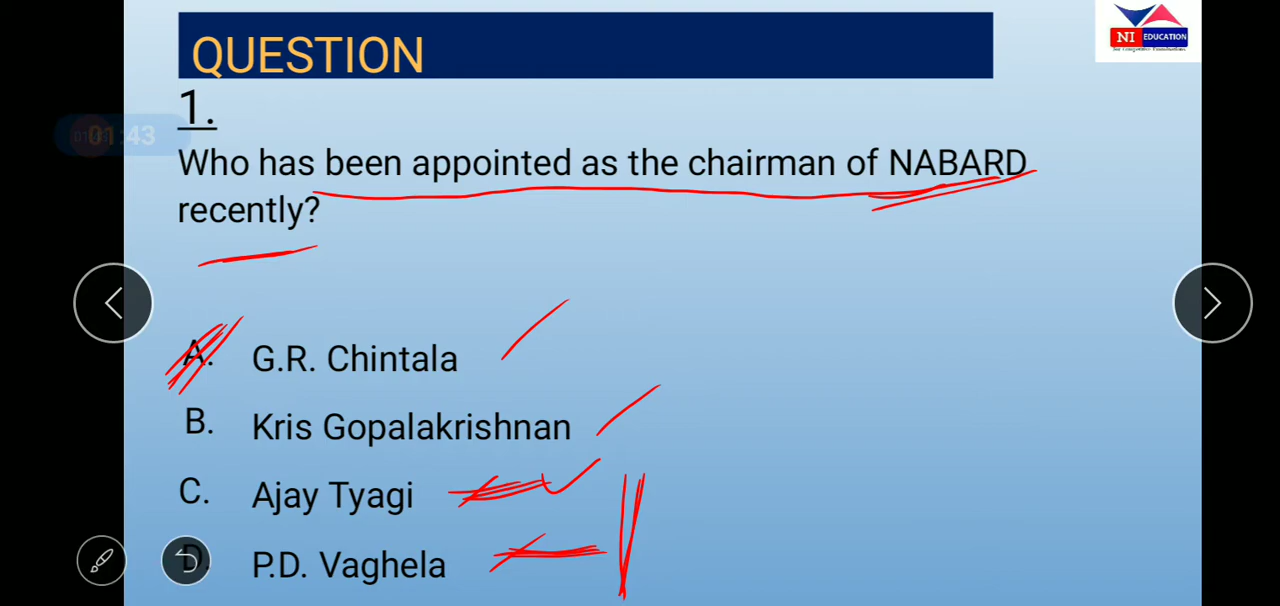 QUESTION
NI EDUCATION
1.
01:43
Who has been appointed as the chairman of NABARD
recently?
A. G.R. Chintala
B. Kris Gopalakrishnan
C. Ajay Tyagi
D. P.D. Vaghela